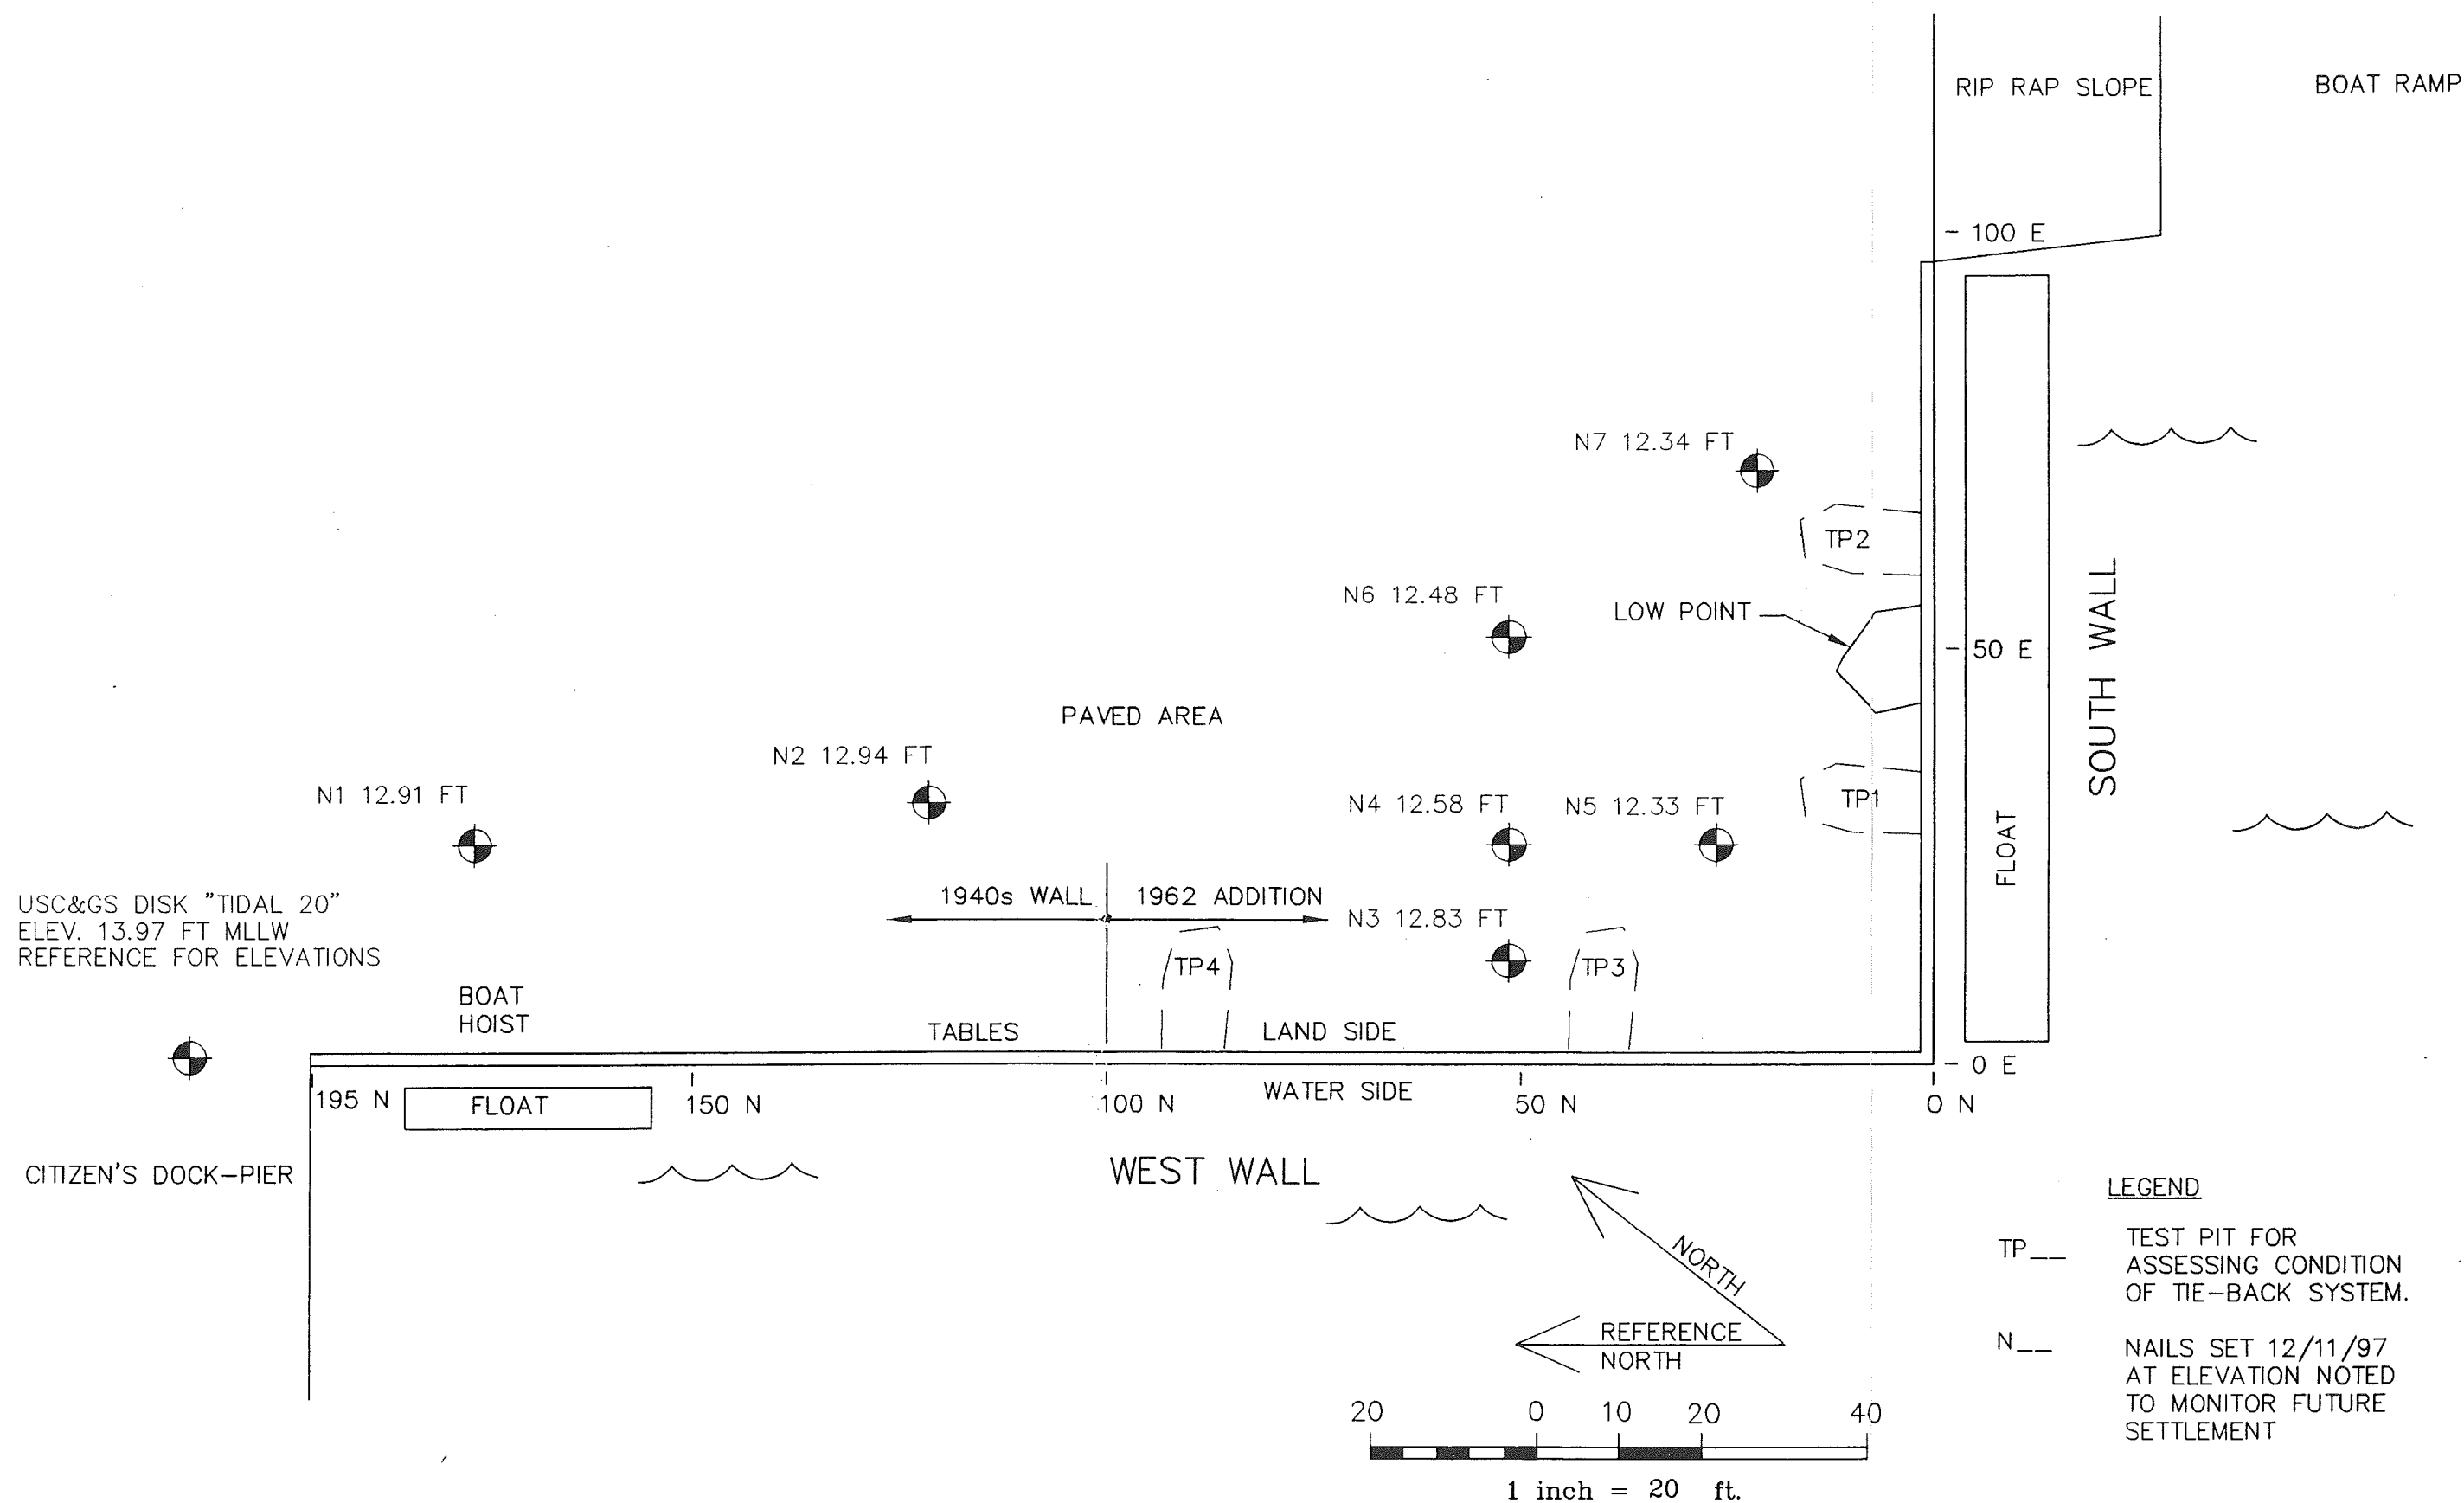 RIP RAP SLOPE
BOAT RAMP
- 100 E
N7 12.34 FT
TP2
N6 12.48 FT
LOW POINT
- 50 E
SOUTH WALL
PAVED AREA
N2 12.94 FT
N1 12.91 FT
N4 12.58 FT
N5 12.33 FT
TP1
FLOAT
1940s WALL
1962 ADDITION
N3 12.83 FT
USC&GS DISK "TIDAL 20"
ELEV. 13.97 FT MLLW
REFERENCE FOR ELEVATIONS
TP4
TP3
BOAT
HOIST
TABLES
LAND SIDE
- 0 E
195 N
FLOAT
150 N
100 N
WATER SIDE
50 N
0 N
CITIZEN'S DOCK-PIER
WEST WALL
NORTH
REFERENCE
NORTH
LEGEND
TP__
TEST PIT FOR
ASSESSING CONDITION
OF TIE-BACK SYSTEM.
N__
NAILS SET 12/11/97
AT ELEVATION NOTED
TO MONITOR FUTURE
SETTLEMENT
20 0 10 20 40
1 inch = 20 ft.